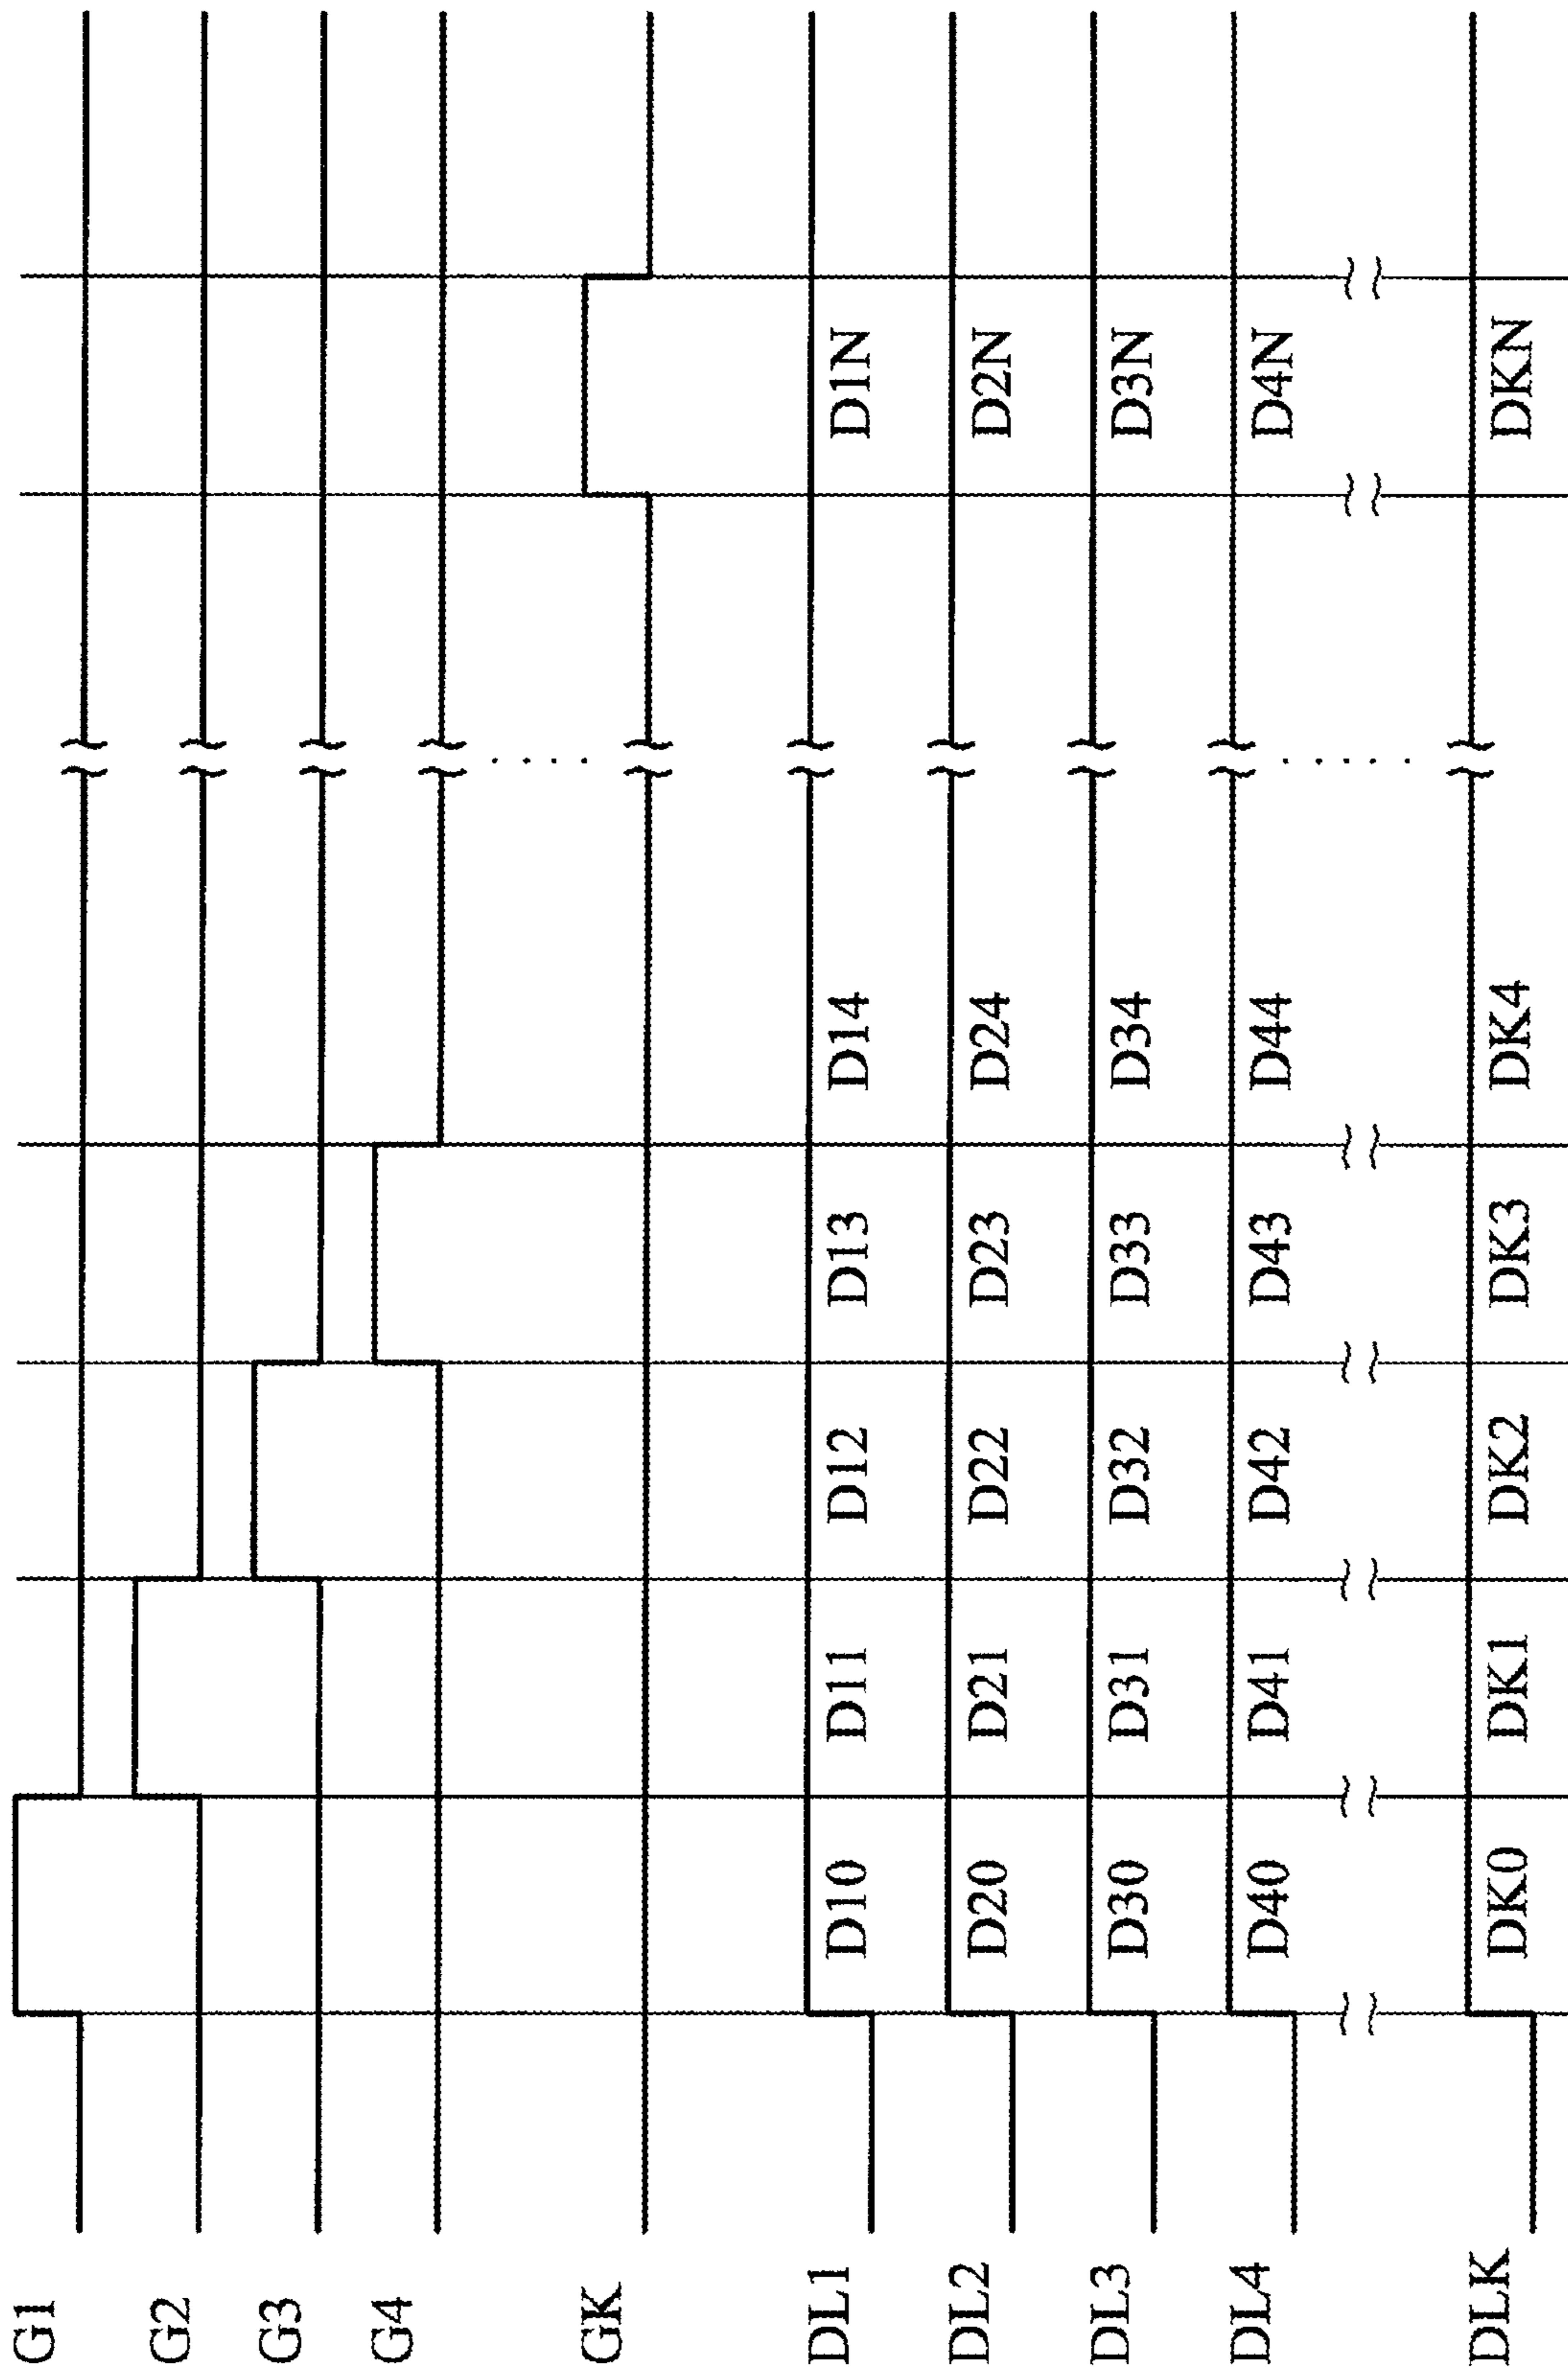 G1
G2
G3
G4
GK
DL1 D10 D11 D12 D13 D14 D1N
DL2 D20 D21 D22 D23 D24 D2N
DL3 D30 D31 D32 D33 D34 D3N
DL4 D40 D41 D42 D43 D44 D4N
DLK DK0 DK1 DK2 DK3 DK4 DKN